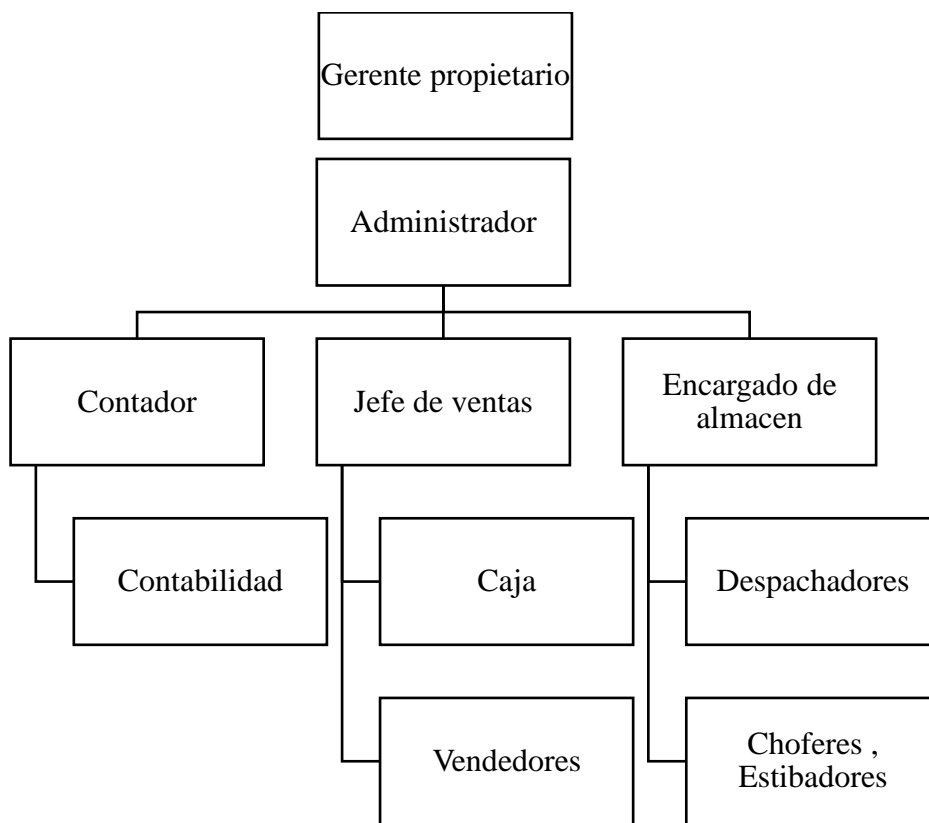 Gerente propietario
Administrador
Contador
Jefe de ventas
Encargado de
almacen
Contabilidad
Caja
Despachadores
Vendedores
Choferes ,
Estibadores